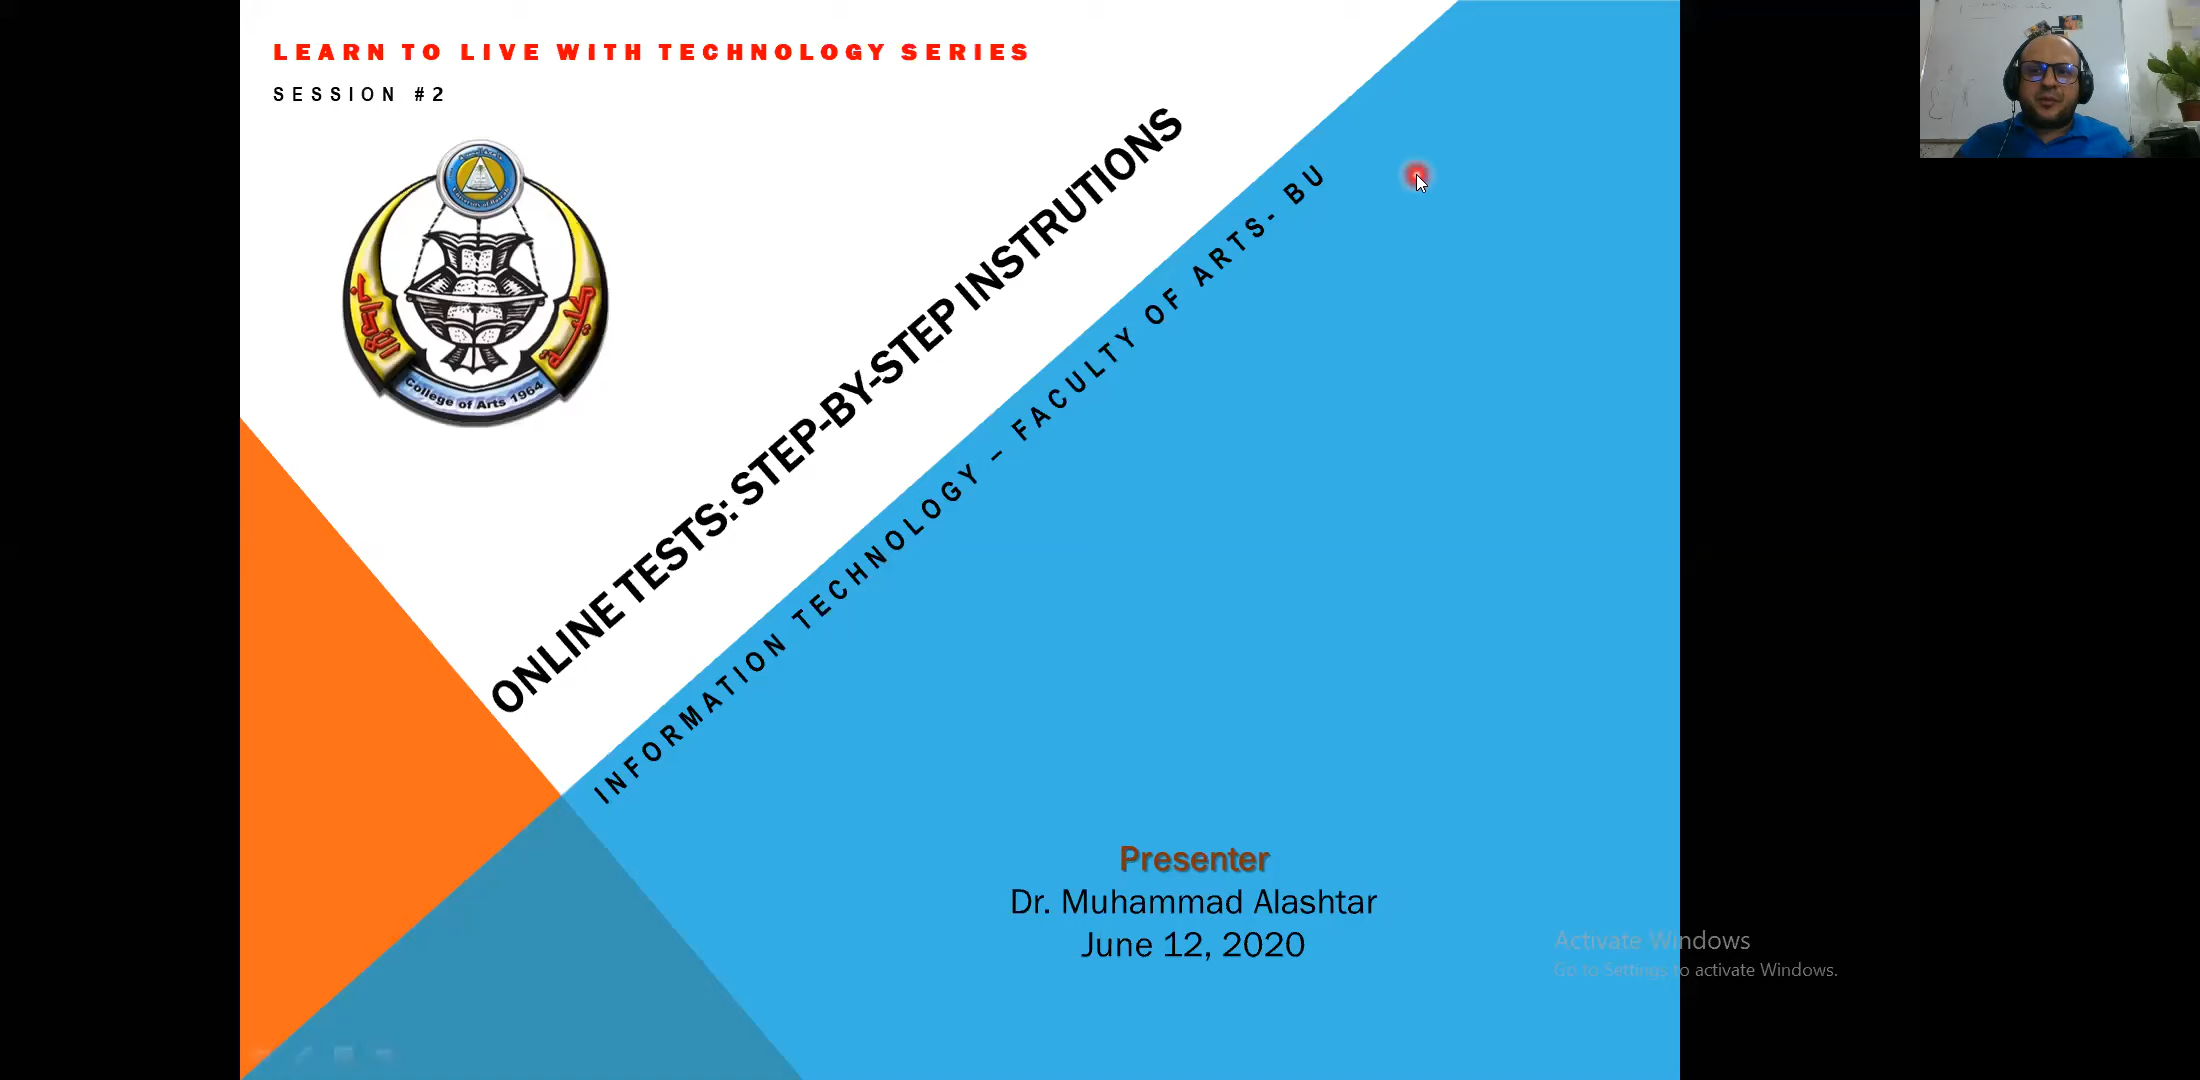 LEARN TO LIVE WITH TECHNOLOGY SERIES
SESSION #2
كلية
الآداب
College of Arts 1964
ONLINE TESTS: STEP-BY-STEP INSTRUTIONS
INFORMATION TECHNOLOGY – FACULTY OF ARTS- BU
Presenter
Dr. Muhammad Alashtar
June 12, 2020
Activate Windows
Go to Settings to activate Windows.